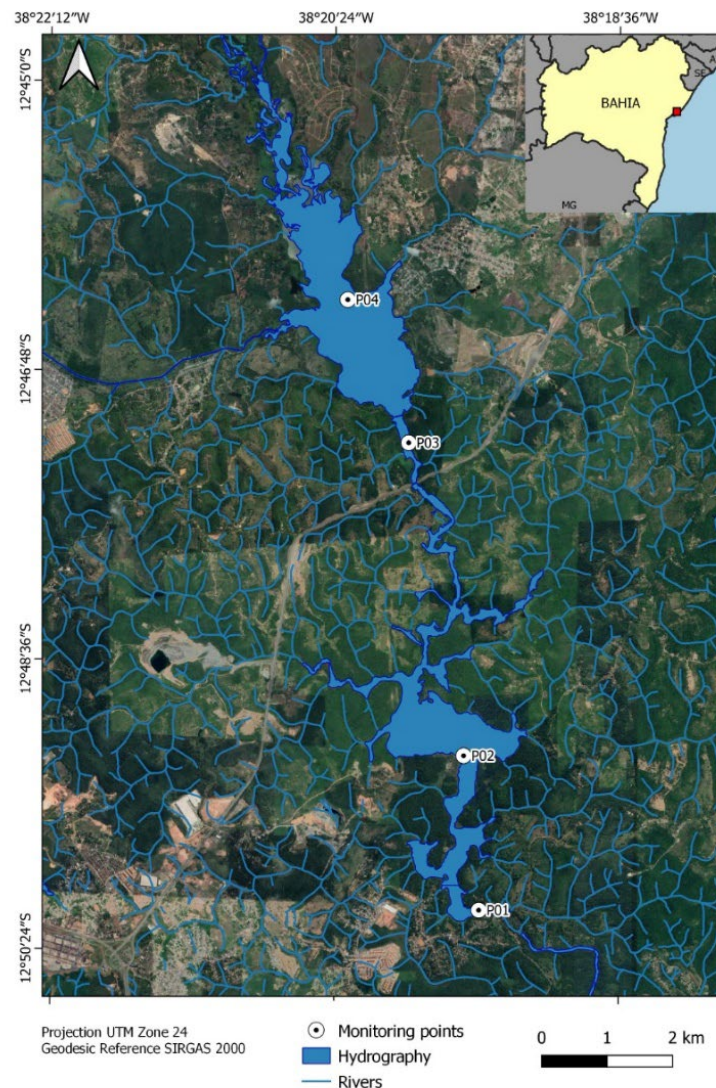 38°22'12"W 38°20'24"W 38°18'36"W
12°45'0"S
BAHIA
SE
A
MG
P04
12°46'48"S
P03
12°48'36"S
P02
P01
12°50'24"S
Projection UTM Zone 24
Geodesic Reference SIRGAS 2000
Monitoring points
Hydrography
Rivers
0 1 2 km